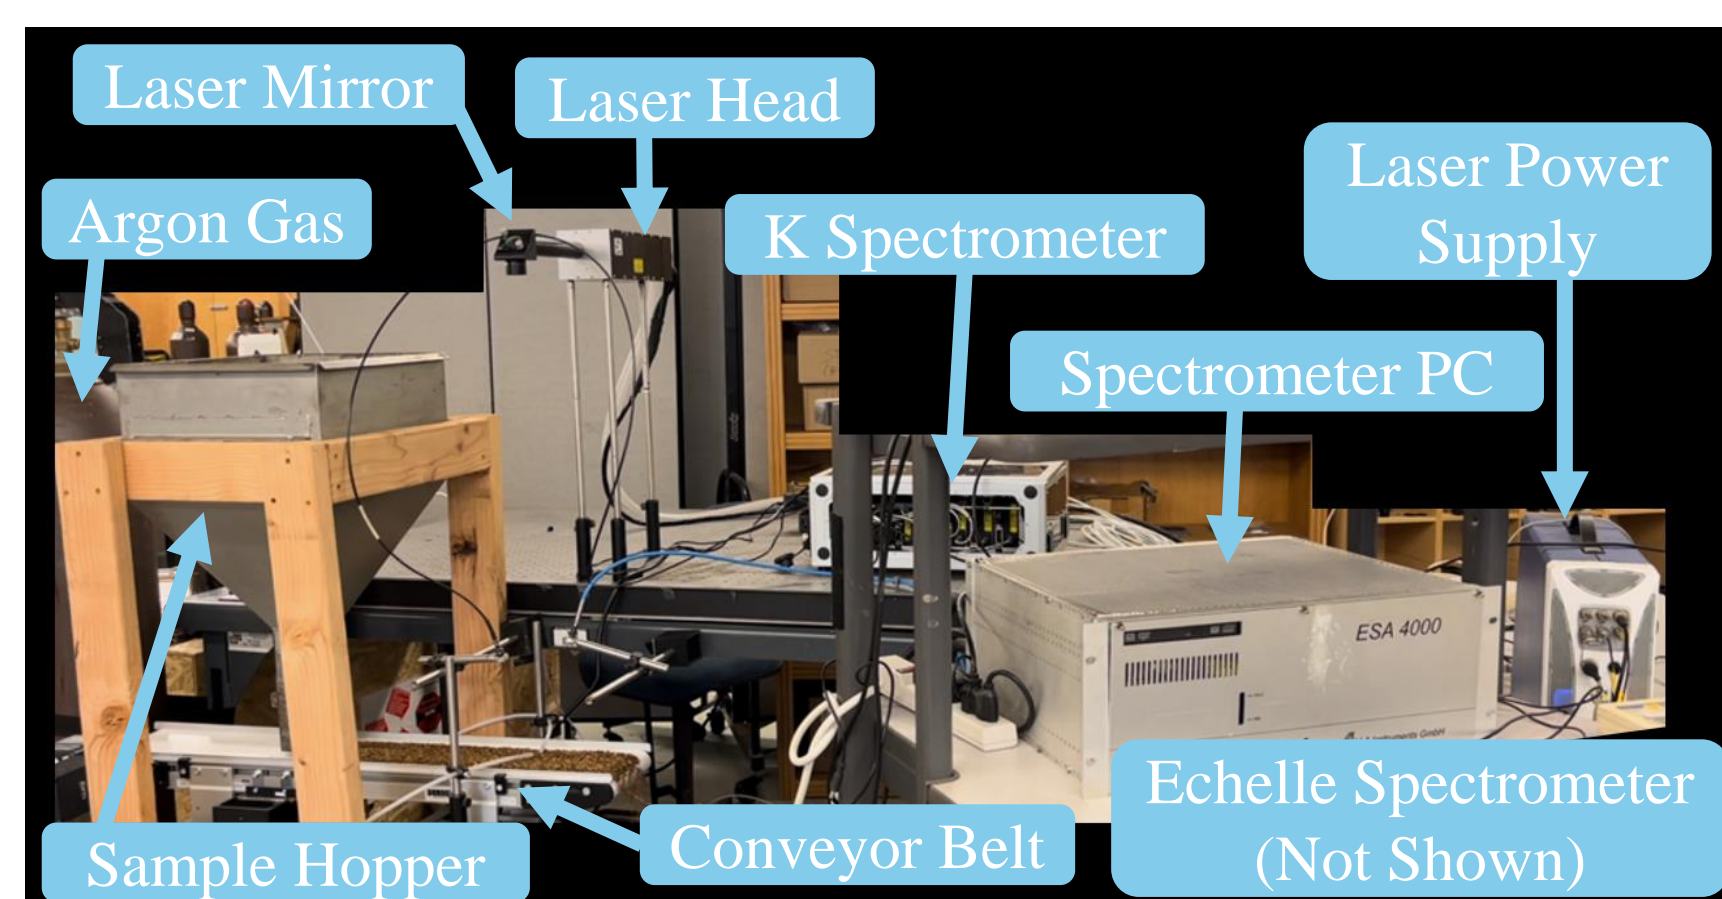 Laser Mirror
Laser Head
Laser Power
Supply
Argon Gas
K Spectrometer
Spectrometer PC
ESA 4000
Echelle Spectrometer
(Not Shown)
Conveyor Belt
Sample Hopper